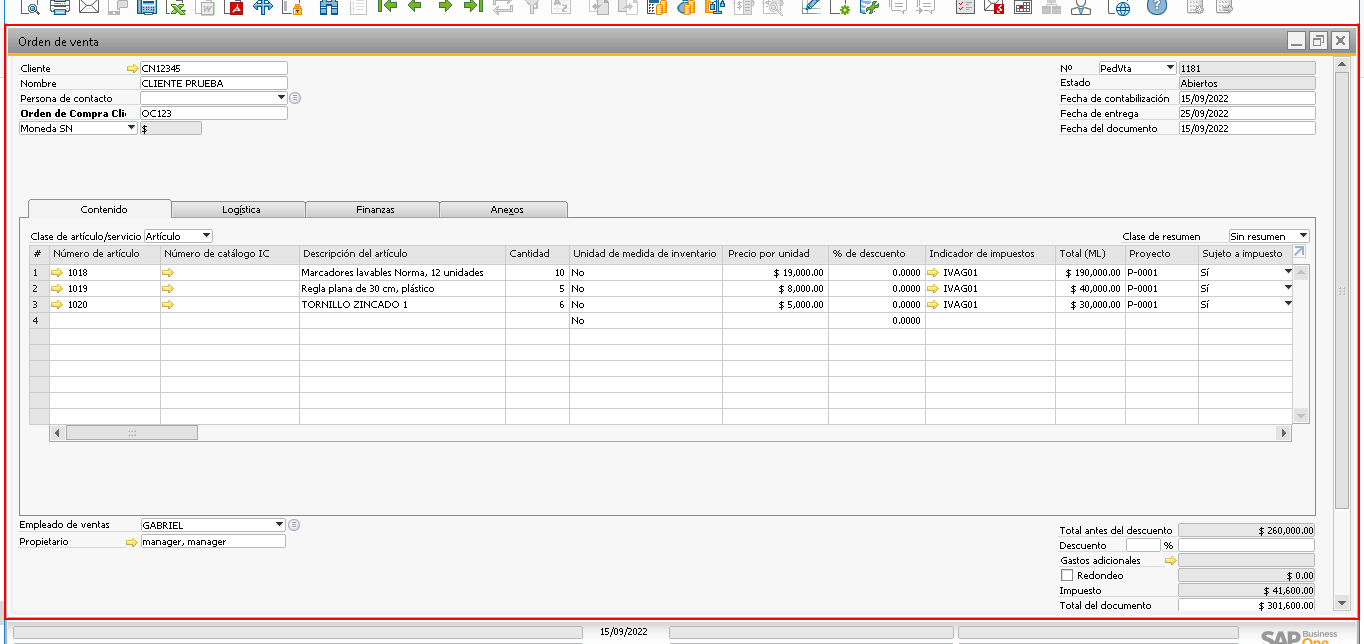 Orden de venta
Cliente CN12345 Nº PedVta 1181
Nombre CLIENTE PRUEBA Estado Abiertos
Persona de contacto Fecha de contabilización 15/09/2022
Orden de Compra Cli OC123 Fecha de entrega 25/09/2022
Moneda SN $ Fecha del documento 15/09/2022
Contenido Logística Finanzas Anexos
Clase de artículo/servicio Artículo Clase de resumen Sin resumen
# Número de artículo Número de catálogo IC Descripción del artículo Cantidad Unidad de medida de inventario Precio por unidad % de descuento Indicador de impuestos Total (ML) Proyecto Sujeto a impuesto
1 1018 Marcadores lavables Norma, 12 unidades 10 No $ 19,000.00 0.0000 IVAG01 $ 190,000.00 P-0001 Sí
2 1019 Regla plana de 30 cm, plástico 5 No $ 8,000.00 0.0000 IVAG01 $ 40,000.00 P-0001 Sí
3 1020 TORNILLO ZINCADO 1 6 No $ 5,000.00 0.0000 IVAG01 $ 30,000.00 P-0001 Sí
4 No 0.0000
Empleado de ventas GABRIEL
Propietario manager, manager
Total antes del descuento $ 260,000.00
Descuento %
Gastos adicionales
Redondeo $ 0.00
Impuesto $ 41,600.00
Total del documento $ 301,600.00
15/09/2022
SAP Business One